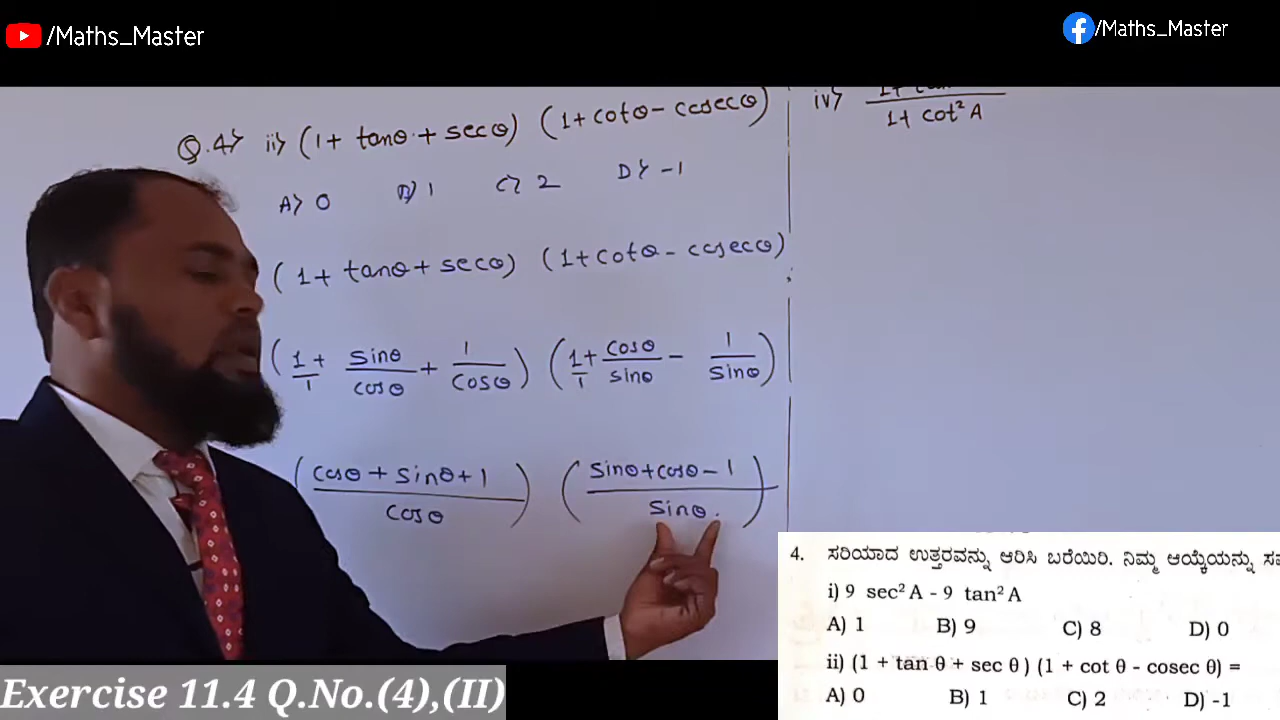 /Maths_Master
/Maths_Master
Q.4> ii> (1+ tanθ + secθ) (1+cotθ - cosecθ)
A> 0 B> 1 C> 2 D> -1
(1+ tanθ + secθ) (1+cotθ - cosecθ)
(1/1 + sinθ/cosθ + 1/cosθ) (1/1 + cosθ/sinθ - 1/sinθ)
((cosθ + sinθ + 1)/cosθ) ((sinθ + cosθ - 1)/sinθ)
iv>
1+ cot² A
4. ಸರಿಯಾದ ಉತ್ತರವನ್ನು ಆರಿಸಿ ಬರೆಯಿರಿ. ನಿಮ್ಮ ಆಯ್ಕೆಯನ್ನು
i) 9 sec² A - 9 tan² A
A) 1 B) 9 C) 8 D) 0
ii) (1 + tan θ + sec θ ) (1 + cot θ - cosec θ) =
A) 0 B) 1 C) 2 D) -1
Exercise 11.4 Q.No.(4),(II)